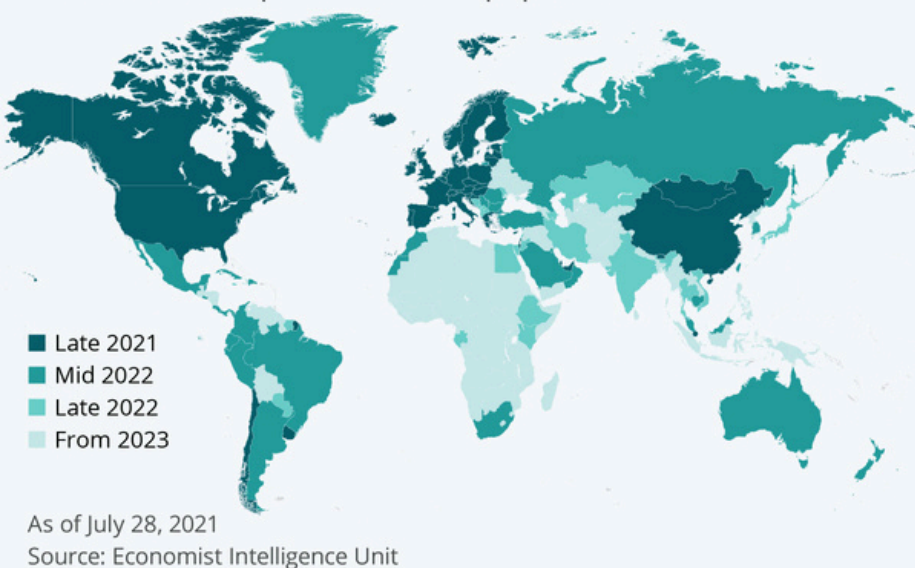 Late 2021
Mid 2022
Late 2022
From 2023
As of July 28, 2021
Source: Economist Intelligence Unit